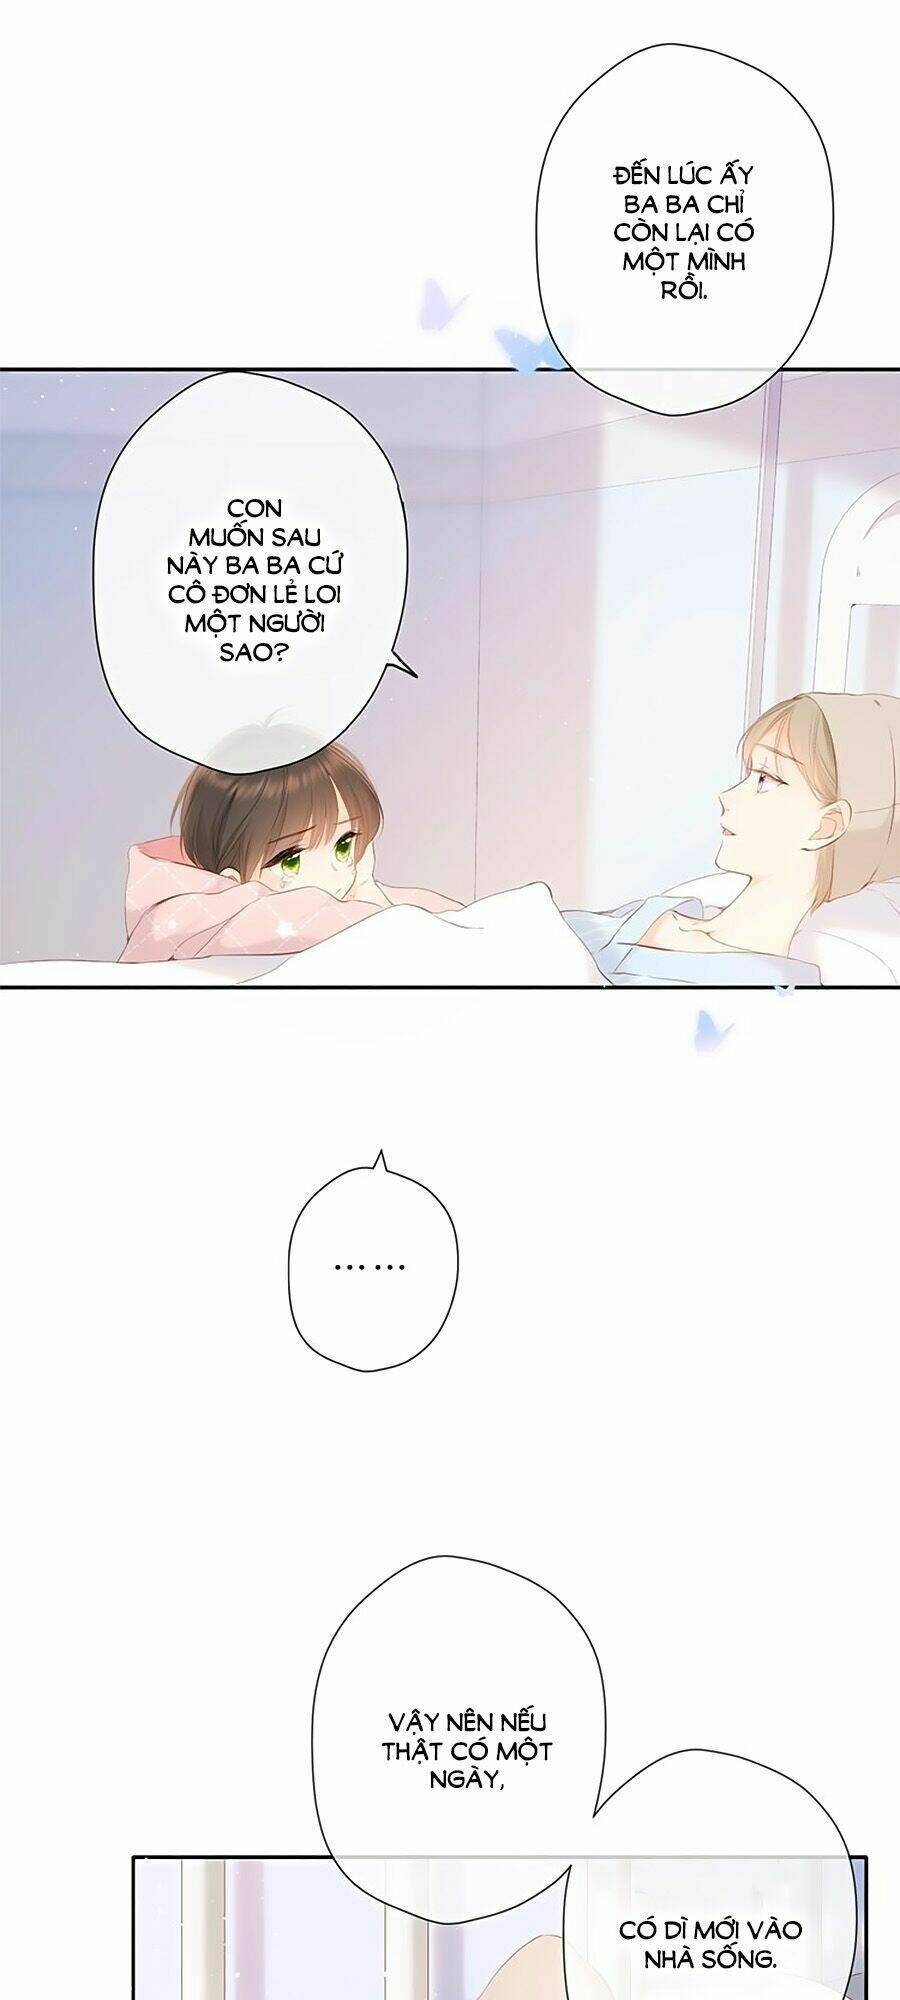 ĐẾN LÚC ẤY
BA BA CHỈ
CÒN LẠI CÓ
MỘT MÌNH
RỒI.
CON
MUỐN SAU
NÀY BA BA CỨ
CÔ ĐƠN LẺ LOI
MỘT NGƯỜI
SAO?
......
VẬY NÊN NẾU
THẬT CÓ MỘT
NGÀY,
CÓ DÌ MỚI VÀO
NHÀ SỐNG.